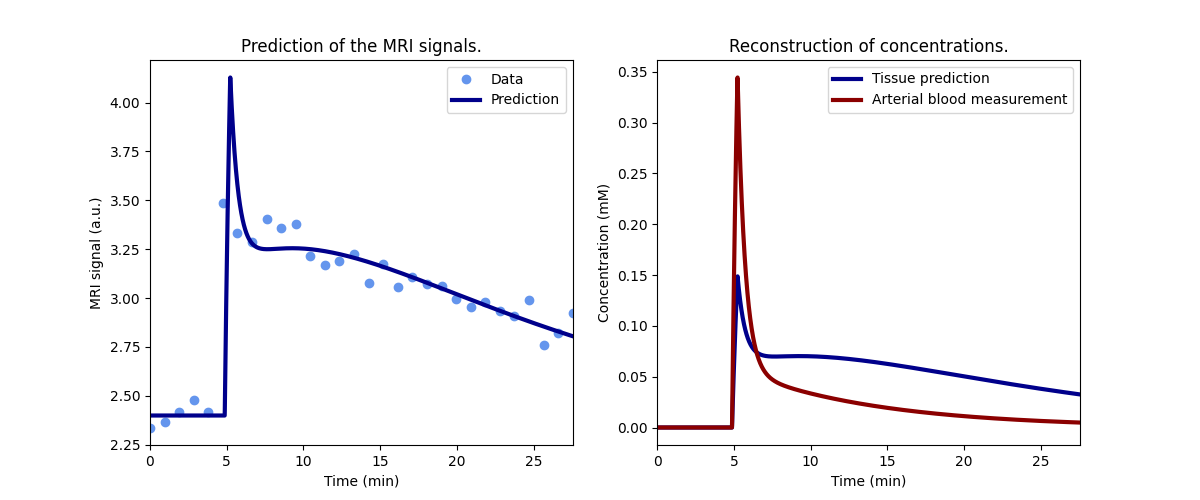 Prediction of the MRI signals.
MRI signal (a.u.)
4.00
3.75
3.50
3.25
3.00
2.75
2.50
2.25
0
5
10
15
20
25
Time (min)
Data
Prediction
Reconstruction of concentrations.
Concentration (mM)
0.35
0.30
0.25
0.20
0.15
0.10
0.05
0.00
0
5
10
15
20
25
Time (min)
Tissue prediction
Arterial blood measurement